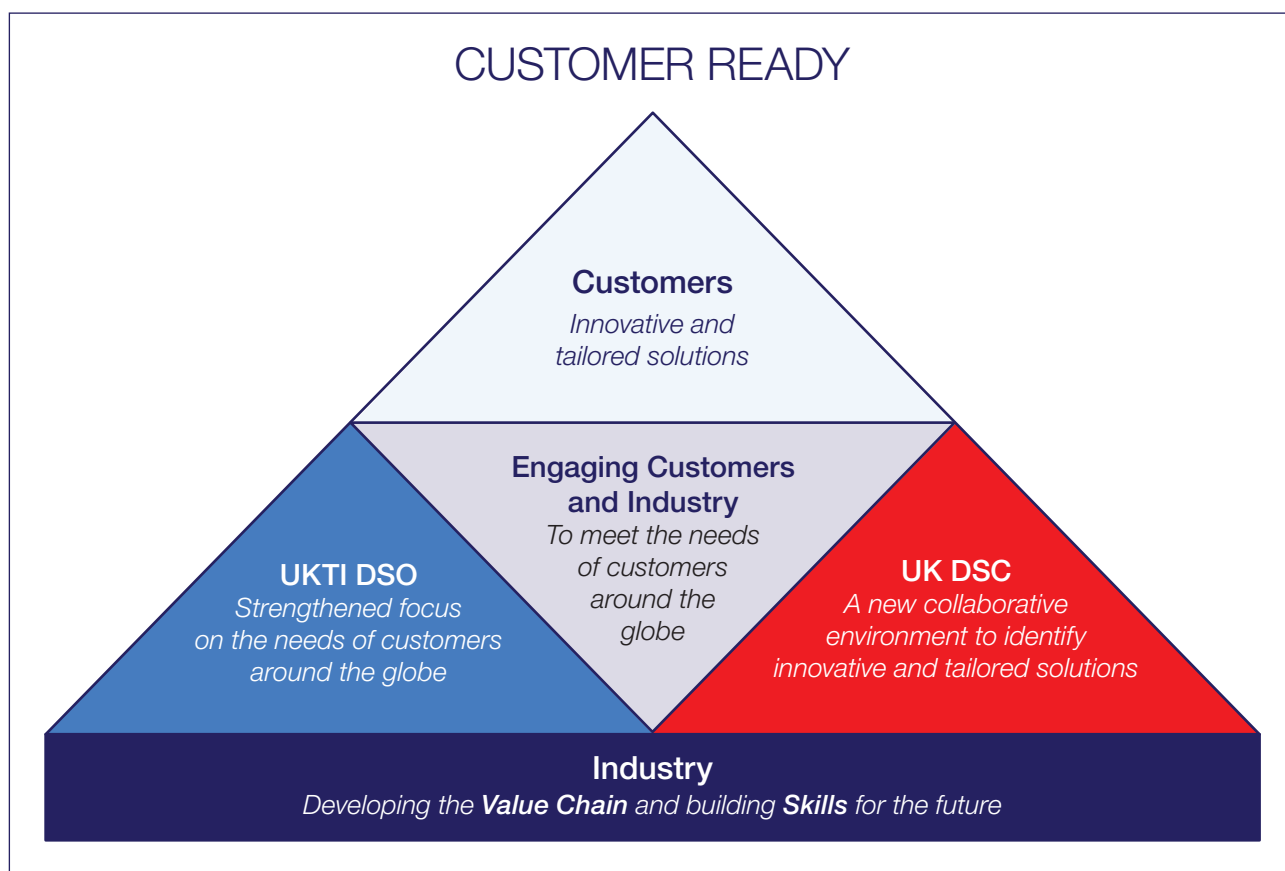 CUSTOMER READY
Customers
Innovative and
tailored solutions
Engaging Customers
and Industry
To meet the needs
of customers
around the
globe
UKTI DSO
Strengthened focus
on the needs of customers
around the globe
UK DSC
A new collaborative
environment to identify
innovative and tailored solutions
Industry
Developing the Value Chain and building Skills for the future